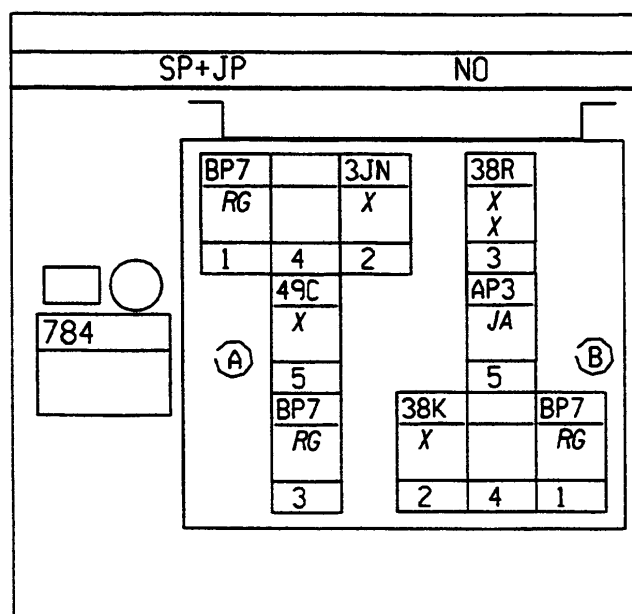 SP+JP NO
BP7 3JN 38R
RG X X
X
1 4 2 3
49C AP3
X JA
784
A B
5 5
BP7 38K BP7
RG X RG
3 2 4 1